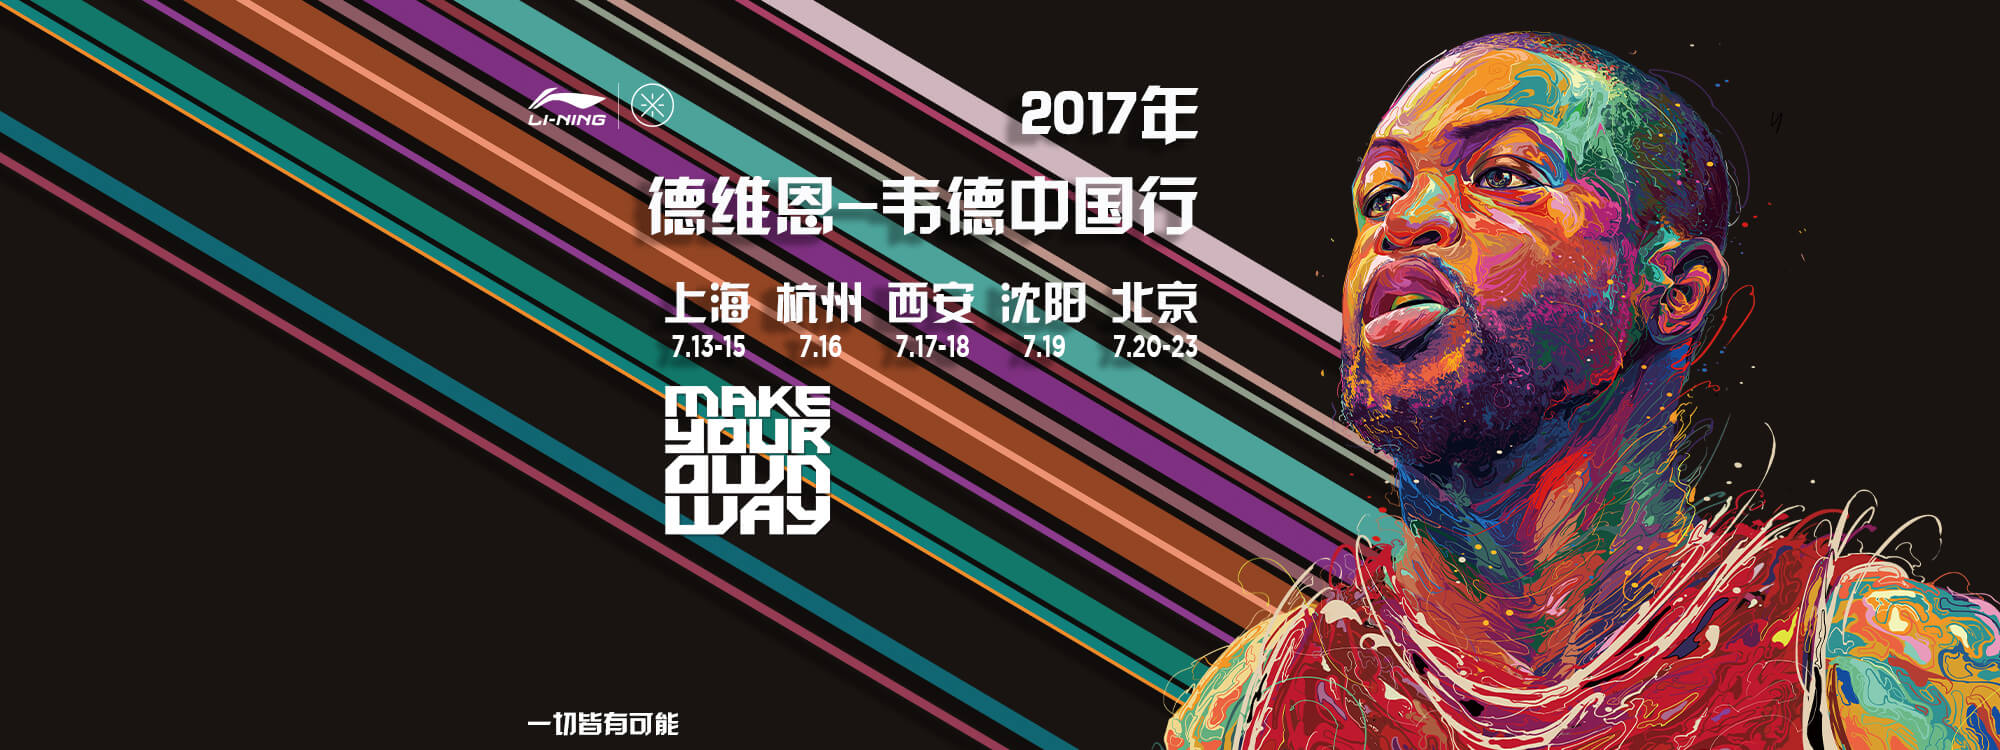 LI-NING
2017年
德维恩-韦德中国行
上海 杭州 西安 沈阳 北京
7.13-15 7.16 7.17-18 7.19 7.20-23
MAKE
YOUR
OWN
WAY
一切皆有可能